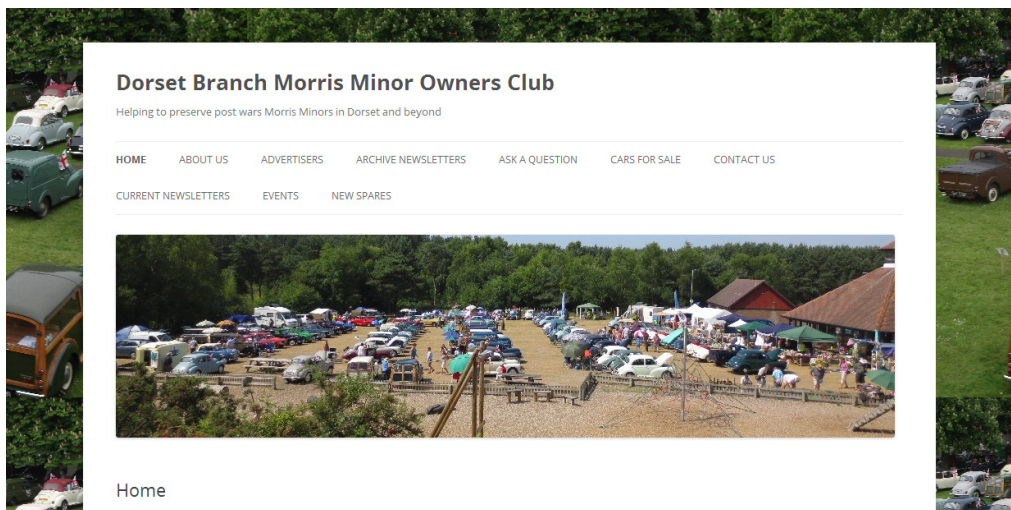 Dorset Branch Morris Minor Owners Club
Helping to preserve post wars Morris Minors in Dorset and beyond
HOME ABOUT US ADVERTISERS ARCHIVE NEWSLETTERS ASK A QUESTION CARS FOR SALE CONTACT US
CURRENT NEWSLETTERS EVENTS NEW SPARES
Home